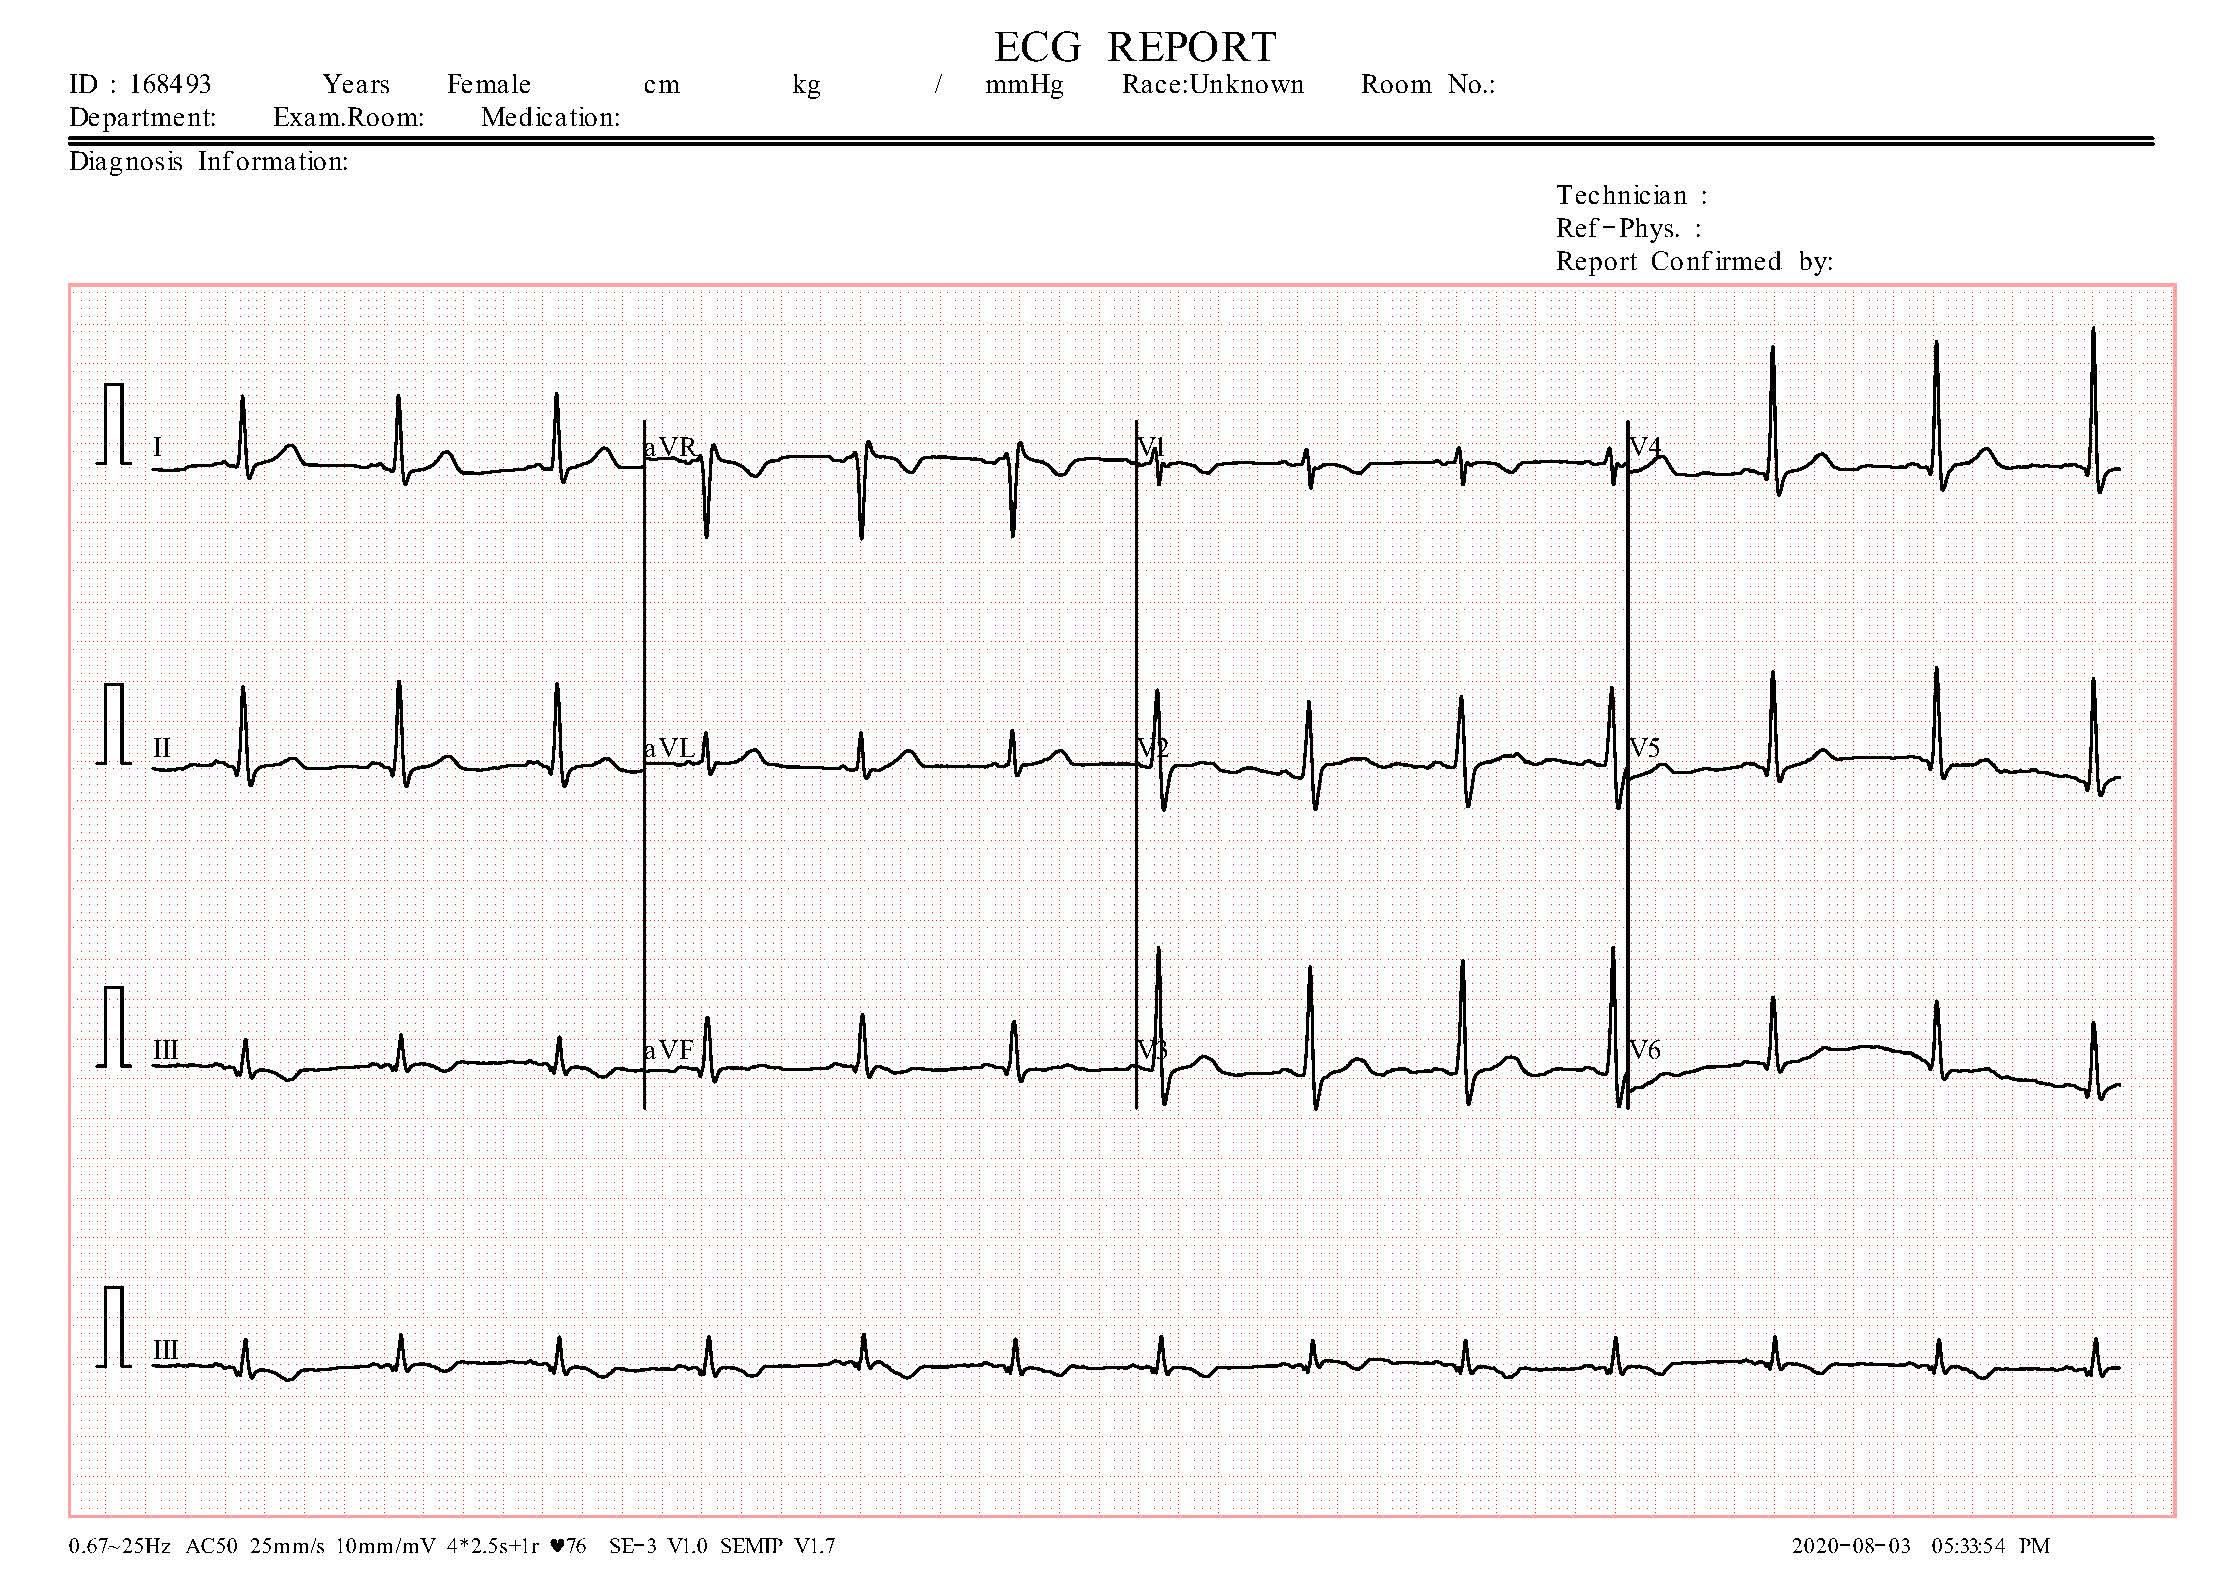 ECG REPORT
ID : 168493 Years Female cm kg / mmHg Race:Unknown Room No.:
Department: Exam.Room: Medication:
Diagnosis Information:
Technician :
Ref-Phys. :
Report Confirmed by:
I aVR V1 V4
II aVL V2 V5
III aVF V3 V6
III
0.67~25Hz AC50 25mm/s 10mm/mV 4*2.5s+1r ♥76 SE-3 V1.0 SEMIP V1.7 2020-08-03 05:33:54 PM